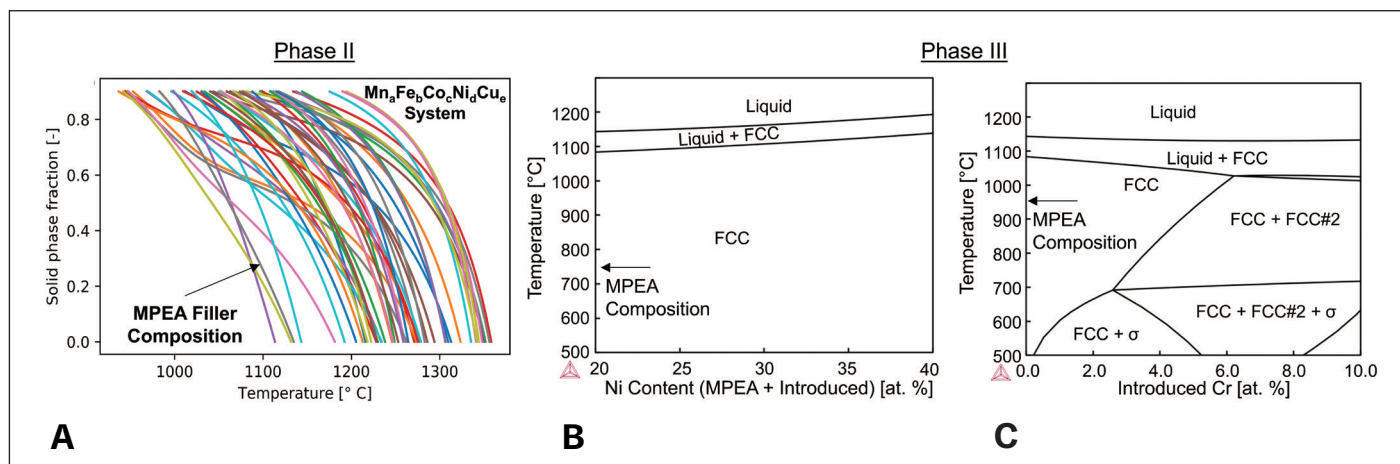 Phase II
Mn_aFe_bCo_cNi_dCu_e
System
Solid phase fraction [-]
0.8
0.6
0.4
0.2
0.0
MPEA Filler
Composition
1000
1100
1200
1300
Temperature [° C]
A
Phase III
Temperature [°C]
1200
1100
1000
900
800
700
600
500
Liquid
Liquid + FCC
FCC
MPEA
Composition
20
25
30
35
40
Ni Content (MPEA + Introduced) [at. %]
B
Temperature [°C]
1200
1100
1000
900
800
700
600
500
Liquid
Liquid + FCC
FCC
MPEA
Composition
FCC + FCC#2
FCC + FCC#2 + σ
FCC + σ
0.0
2.0
4.0
6.0
8.0
10.0
Introduced Cr [at. %]
C